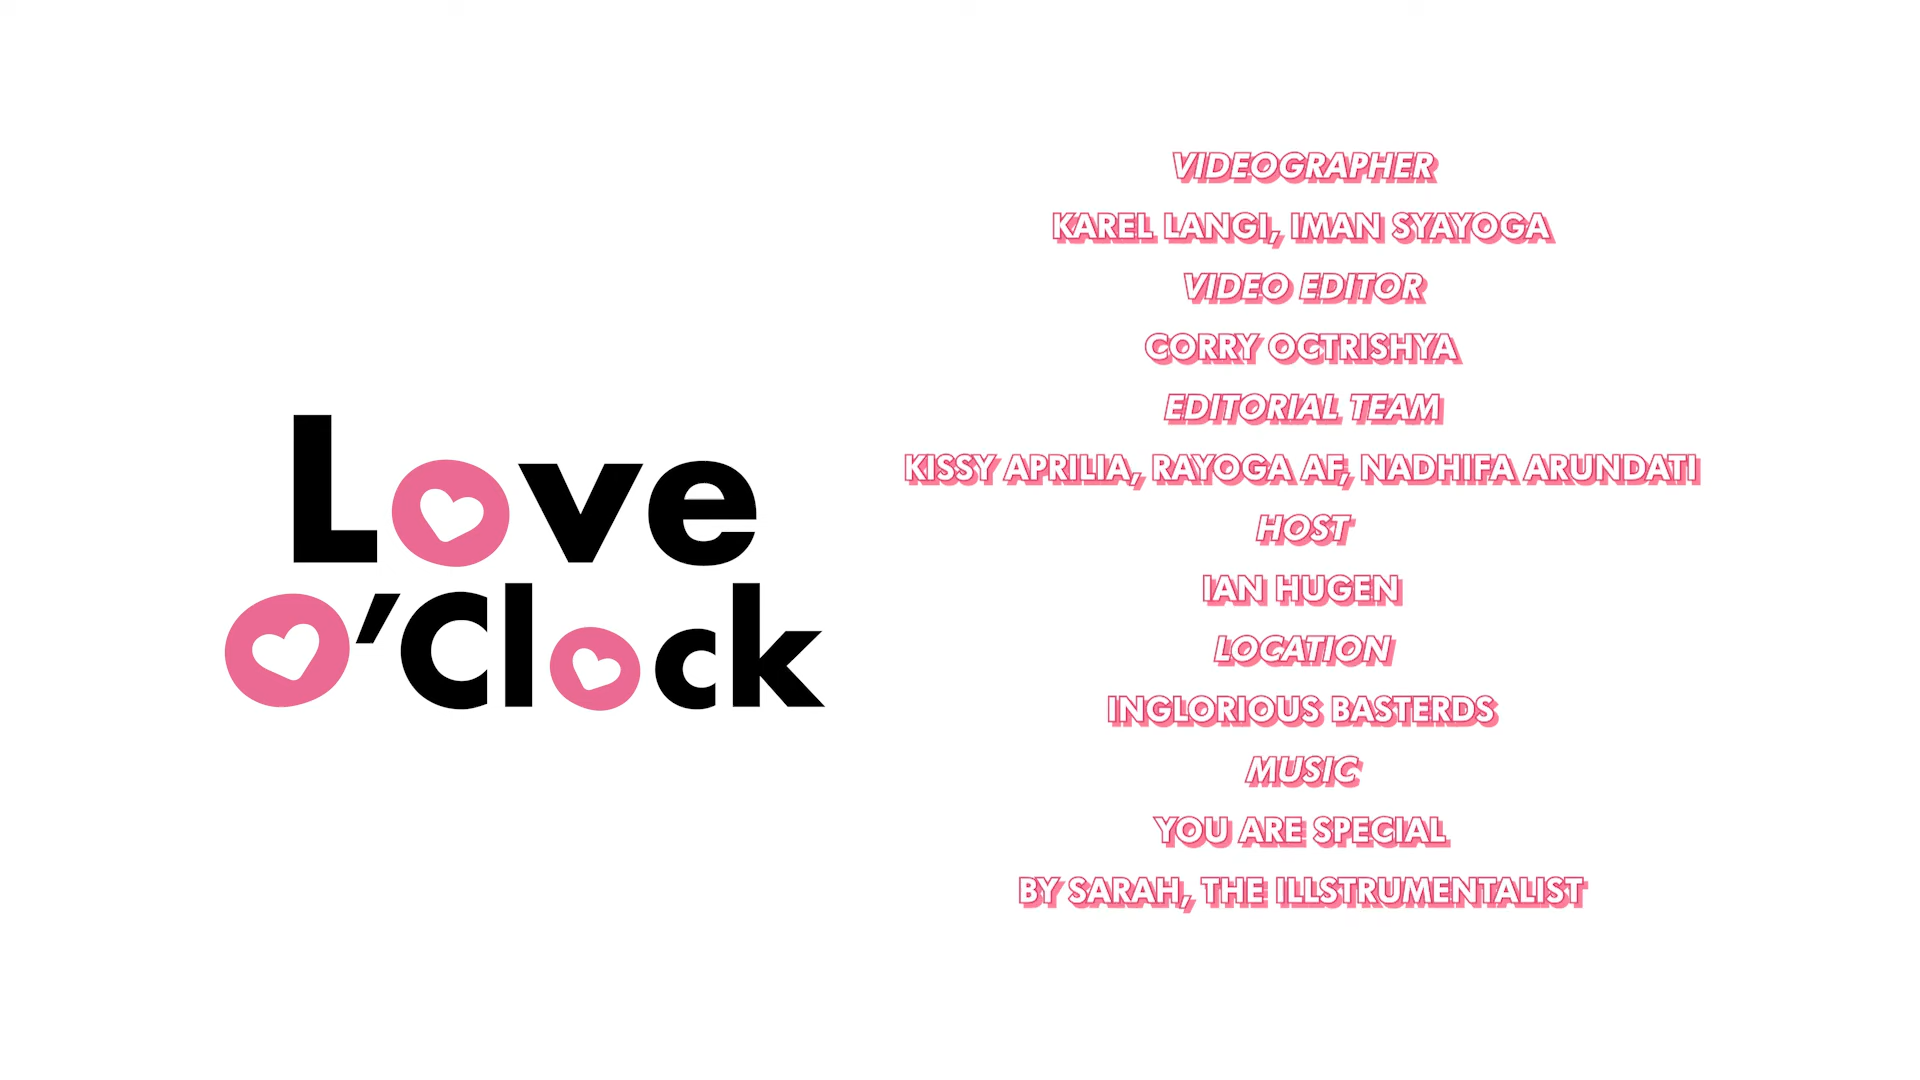 Love
O'Clock
VIDEOGRAPHER
KAREL LANGI, IMAN SYAYOGA
VIDEO EDITOR
CORRY OCTRISHYA
EDITORIAL TEAM
KISSY APRILIA, RAYOGA AF, NADHIFA ARUNDATI
HOST
IAN HUGEN
LOCATION
INGLORIOUS BASTERDS
MUSIC
YOU ARE SPECIAL
BY SARAH, THE ILLSTRUMENTALIST